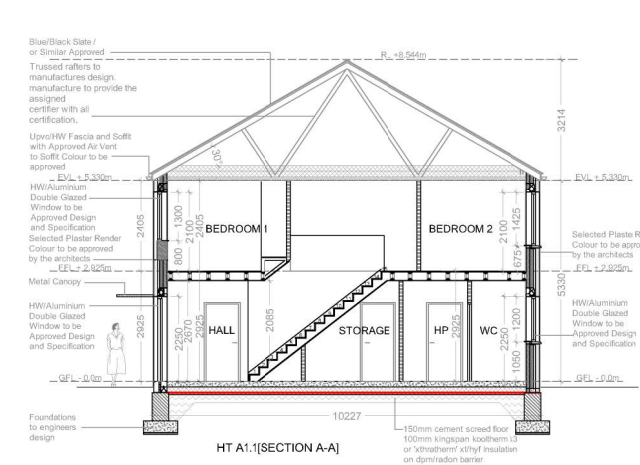 Blue/Black Slate /
or Similar Approved
Trussed rafters to
manufactures design.
manufacture to provide the
assigned
certifier with all
certification.
Upvc/HW Fascia and Soffit
with Approved Air Vent
to Soffit Colour to be
approved
EVL + 5,330m
HW/Aluminium
Double Glazed
Window to be
Approved Design
and Specification
Selected Plaster Render
Colour to be approved
by the architects
FFL + 2,925m
Metal Canopy
HW/Aluminium
Double Glazed
Window to be
Approved Design
and Specification
GFL - 0.0m
Foundations
to engineers
design
R. +8,544m
30°
3214
EVL + 5,330m
2405
1300
2100
2405
800
BEDROOM 1
BEDROOM 2
2100
1425
675
Selected Plaste R
Colour to be appro
by the architects
FFL + 2,925m
5330
2925
2250
2670
2925
HALL
2085
STORAGE
HP
2925
WC
2250
1200
1050
HW/Aluminium
Double Glazed
Window to be
Approved Design
and Specification
GFL - 0.0m
10227
150mm cement screed floor
100mm kingspan kootherm
or 'xthratherm' xt/hyf insulation
on dpm/radon barrier
HT A1.1[SECTION A-A]